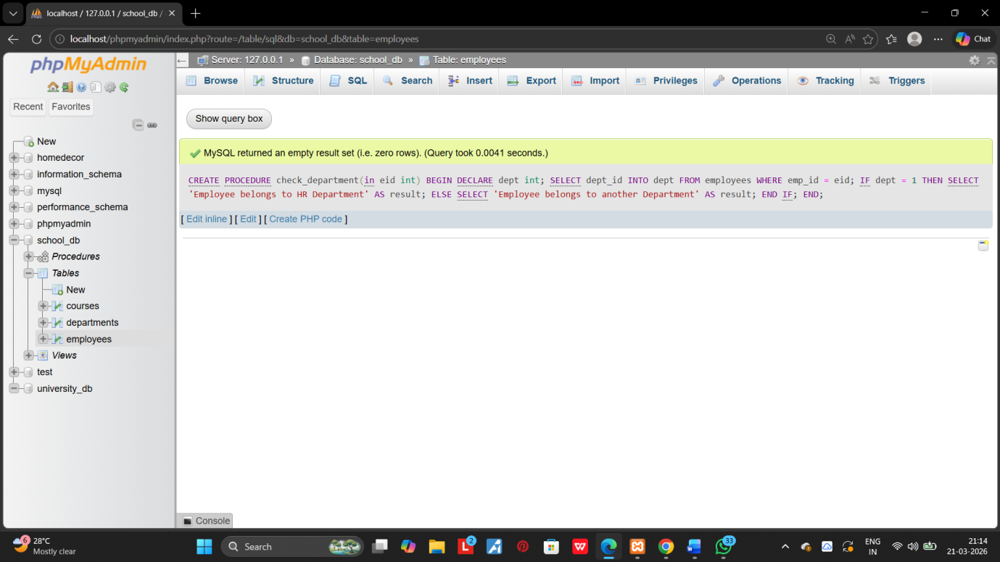 localhost / 127.0.0.1 / school_db /
localhost/phpmyadmin/index.php?route=/table/sql&db=school_db&table=employees
Chat
phpMyAdmin
Server: 127.0.0.1 » Database: school_db » Table: employees
Browse Structure SQL Search Insert Export Import Privileges Operations Tracking Triggers
Recent Favorites
New
homedecor
information_schema
mysql
performance_schema
phpmyadmin
school_db
Procedures
Tables
New
courses
departments
employees
Views
test
university_db
Show query box
MySQL returned an empty result set (i.e. zero rows). (Query took 0.0041 seconds.)
CREATE PROCEDURE check_department(in eid int) BEGIN DECLARE dept int; SELECT dept_id INTO dept FROM employees WHERE emp_id = eid; IF dept = 1 THEN SELECT
'Employee belongs to HR Department' AS result; ELSE SELECT 'Employee belongs to another Department' AS result; END IF; END;
[ Edit inline ] [ Edit ] [ Create PHP code ]
Console
6
28°C
Mostly clear
Search
L 2
W
33
ENG
IN
21:14
21-03-2026